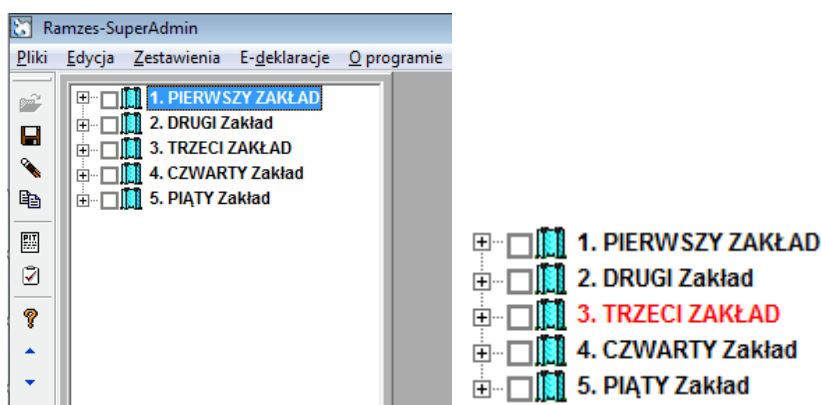 Ramzes-SuperAdmin
Pliki Edycja Zestawienia E-deklaracje O programie
1. PIERWSZY ZAKŁAD
2. DRUGI Zakład
3. TRZECI ZAKŁAD
4. CZWARTY Zakład
5. PIĄTY Zakład
PIT
1. PIERWSZY ZAKŁAD
2. DRUGI Zakład
3. TRZECI ZAKŁAD
4. CZWARTY Zakład
5. PIĄTY Zakład